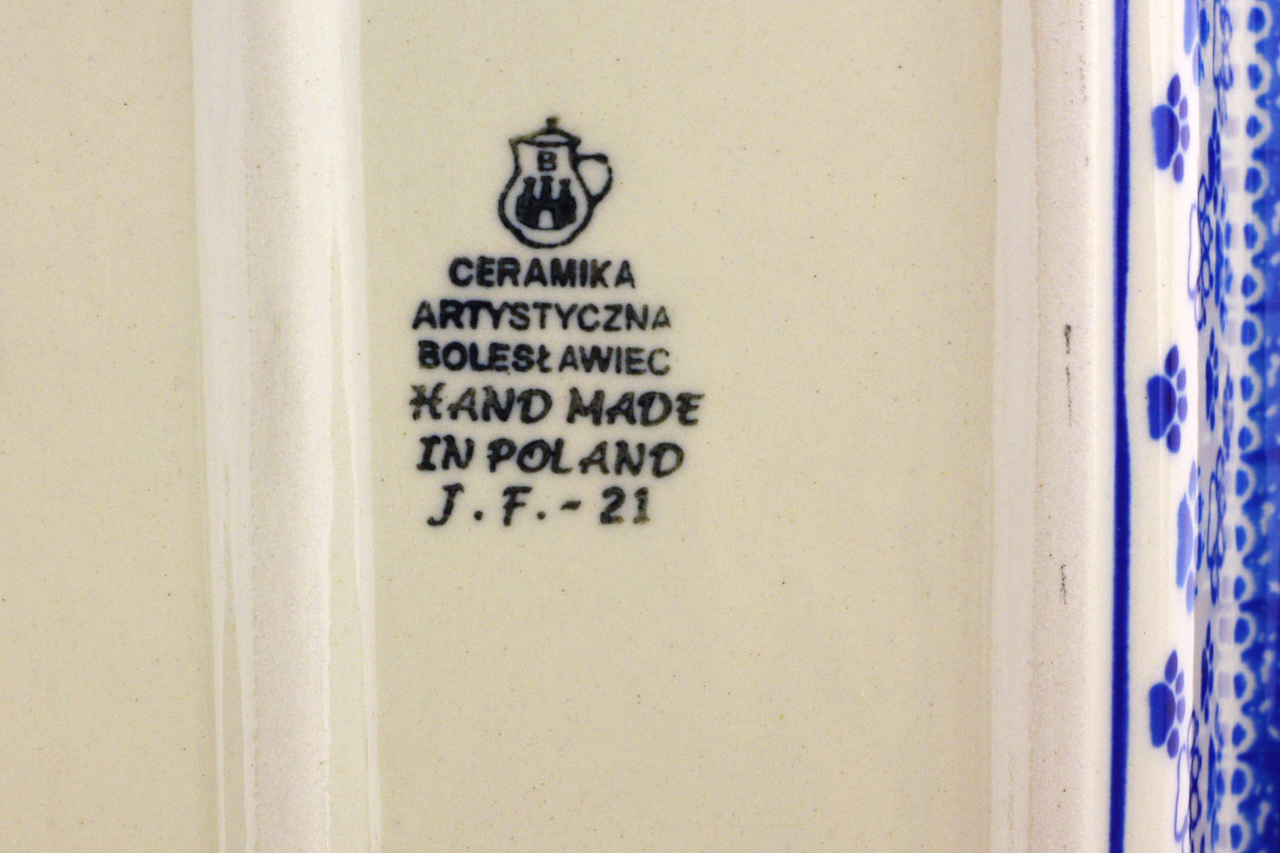 B
CERAMIKA
ARTYSTYCZNA
BOLESŁAWIEC
HAND MADE
IN POLAND
J.F.-21